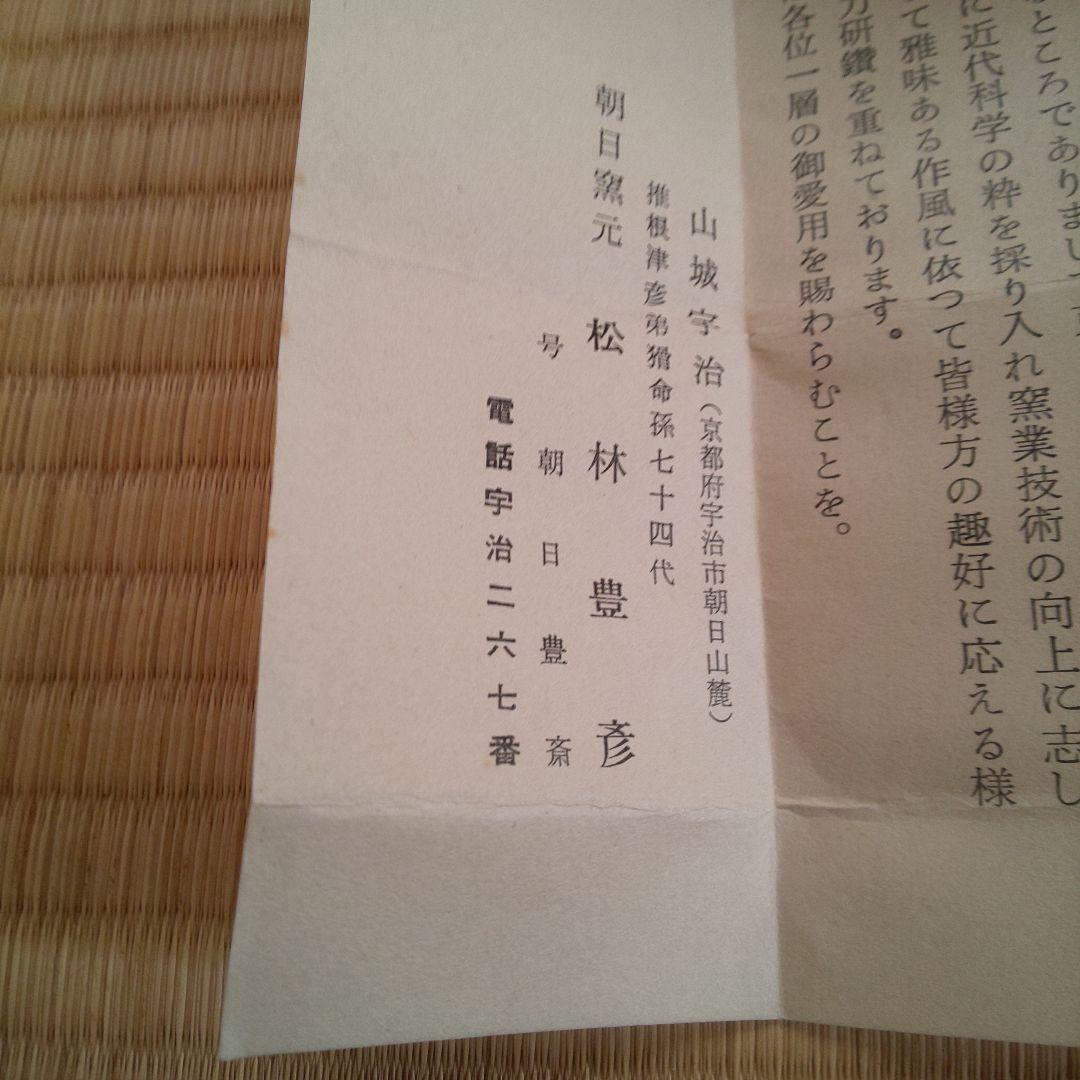 ところでありまして
に近代科学の粋を採り入れ窯業技術の向上に志し
て雅味ある作風に依つて皆様方の趣好に応える様
研鑽を重ねております。
各位一層の御愛用を賜わらむことを。
山城宇治（京都府宇治市朝日山麓）
推根津彦弟猾命孫七十四代
朝日窯元 松林豊彦
号朝日豊斎
電話宇治二六七番